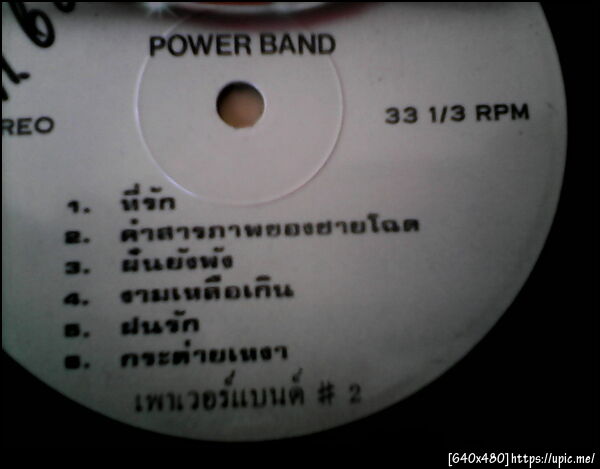 POWER BAND
REO
33 1/3 RPM
1. ที่รัก
2. คำสารภาพของชายโฉด
3. ฝันยังพัง
4. งามเหลือเกิน
5. ฝนรัก
6. กระต่ายเหงา
เพาเวอร์แบนด์ # 2
[640x480]https://upic.me/